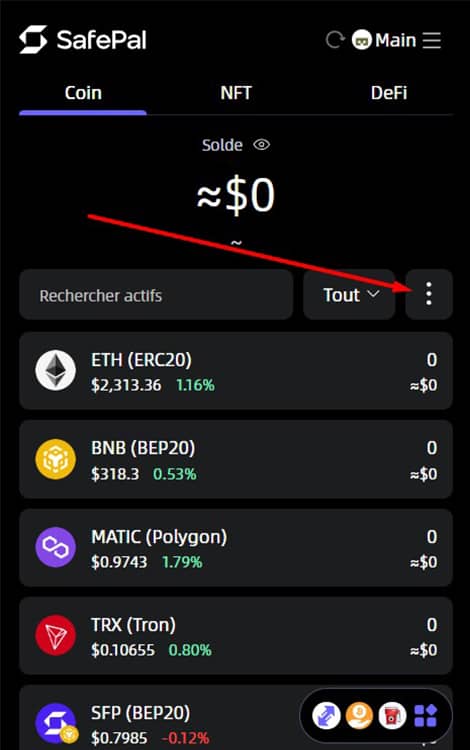 SafePal Main
Coin NFT DeFi
Solde
≈$0
~
Rechercher actifs Tout
ETH (ERC20) 0
$2,313.36 1.16% ≈$0
BNB (BEP20) 0
$318.3 0.53% ≈$0
MATIC (Polygon) 0
$0.9743 1.79% ≈$0
TRX (Tron) 0
$0.10655 0.80% ≈$0
SFP (BEP20)
$0.7985 -0.12%